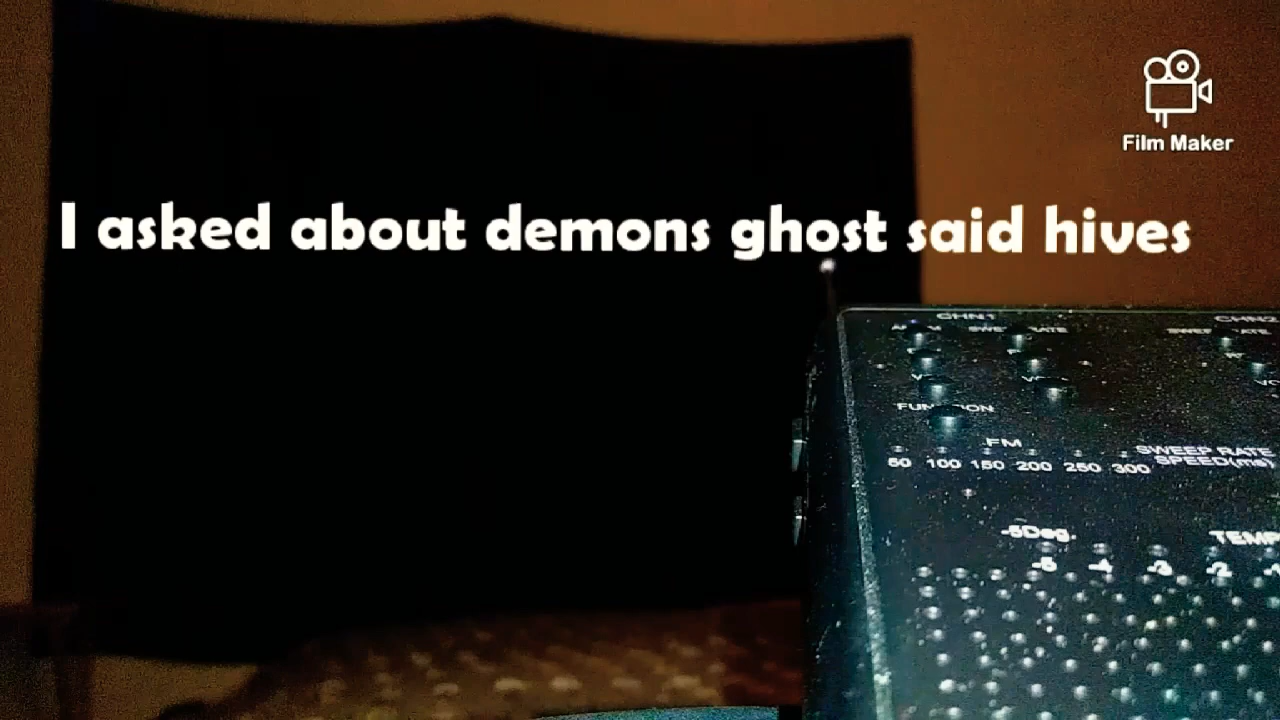 Film Maker
I asked about demons ghost said hives
CHN1
FM
SWEEP RATE
50 100 150 200 250 300 SPEED(ms)
-5Deg.
-5 -4 -3 -2